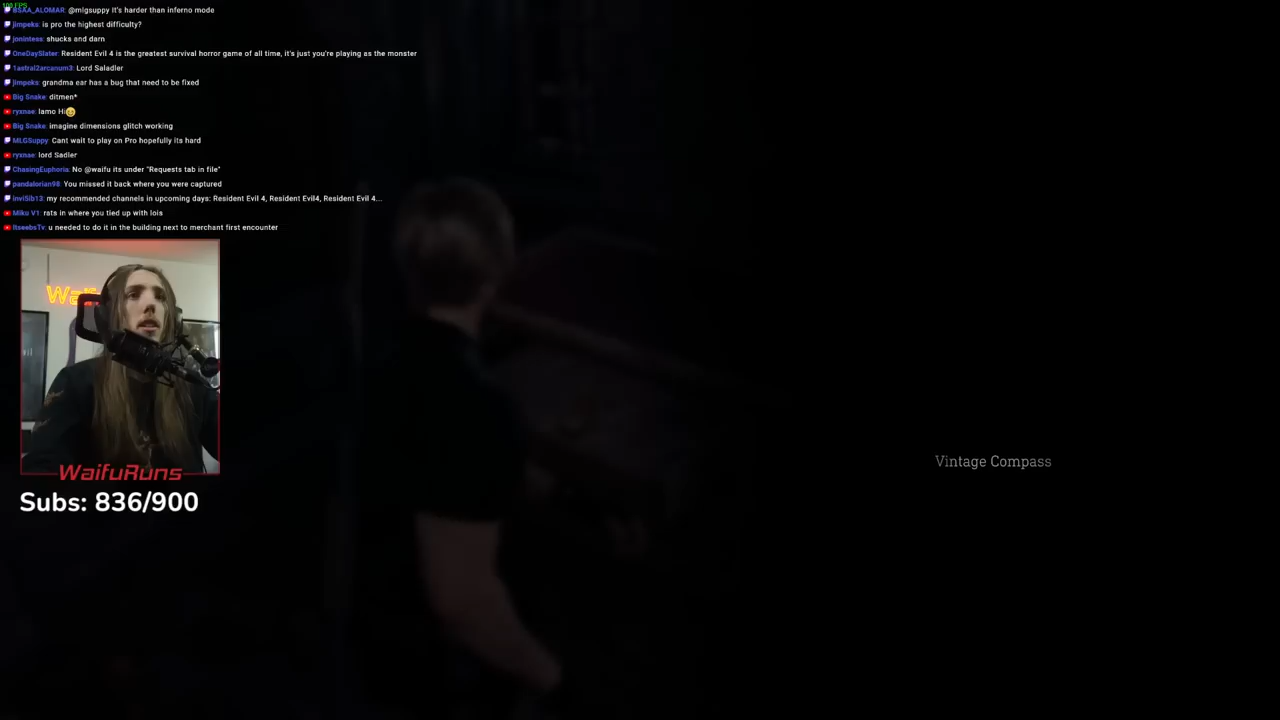 100 FPS
BSAA_ALOMAR: @mlgsuppy It's harder than inferno mode
jimpeks: is pro the highest difficulty?
jonintess: shucks and darn
OneDaySlater: Resident Evil 4 is the greatest survival horror game of all time, it's just you're playing as the monster
1astral2arcanum3: Lord Saladler
jimpeks: grandma ear has a bug that need to be fixed
Big Snake: ditmen*
ryxnae: lamo Hi
Big Snake: imagine dimensions glitch working
MLGSuppy: Cant wait to play on Pro hopefully its hard
ryxnae: lord Sadler
ChasingEuphoria: No @waifu its under "Requests tab in file"
pandalorian98: You missed it back where you were captured
invi5ib13: my recommended channels in upcoming days: Resident Evil 4, Resident Evil4, Resident Evil 4...
Miku V1: rats in where you tied up with lois
RseebsTv: u needed to do it in the building next to merchant first encounter
Wai
WaifuRuns
Subs: 836/900
Vintage Compass